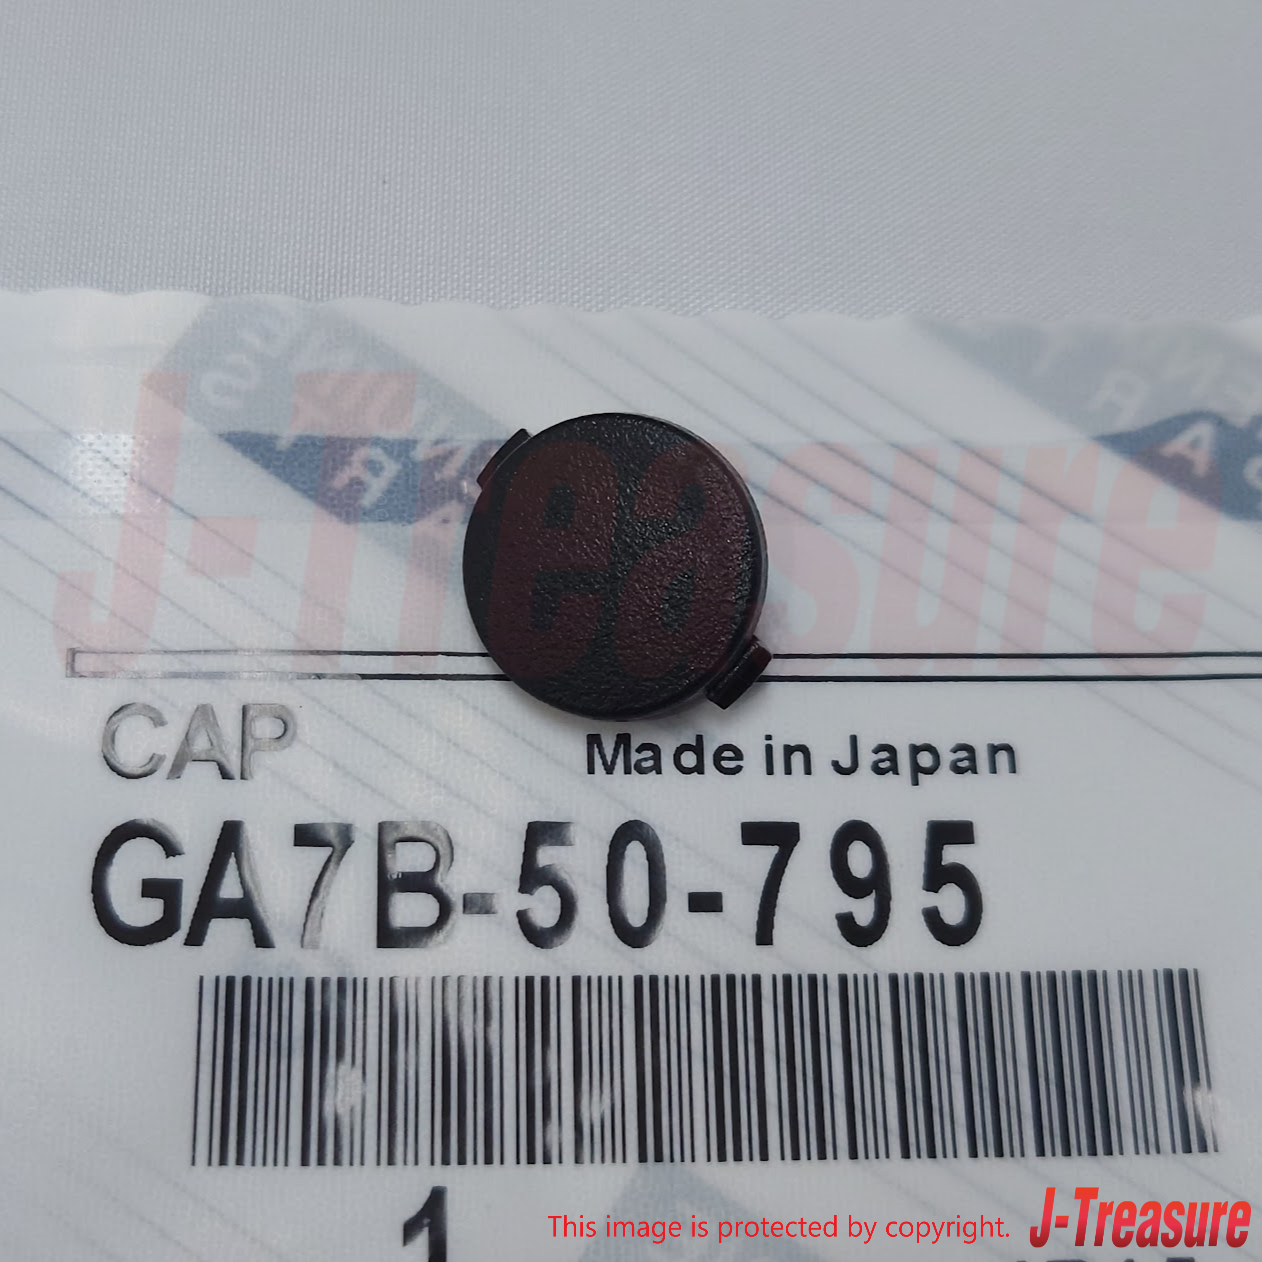 J-Treasure
CAP
Made in Japan
GA7B-50-795
1
This image is protected by copyright.
J-Treasure